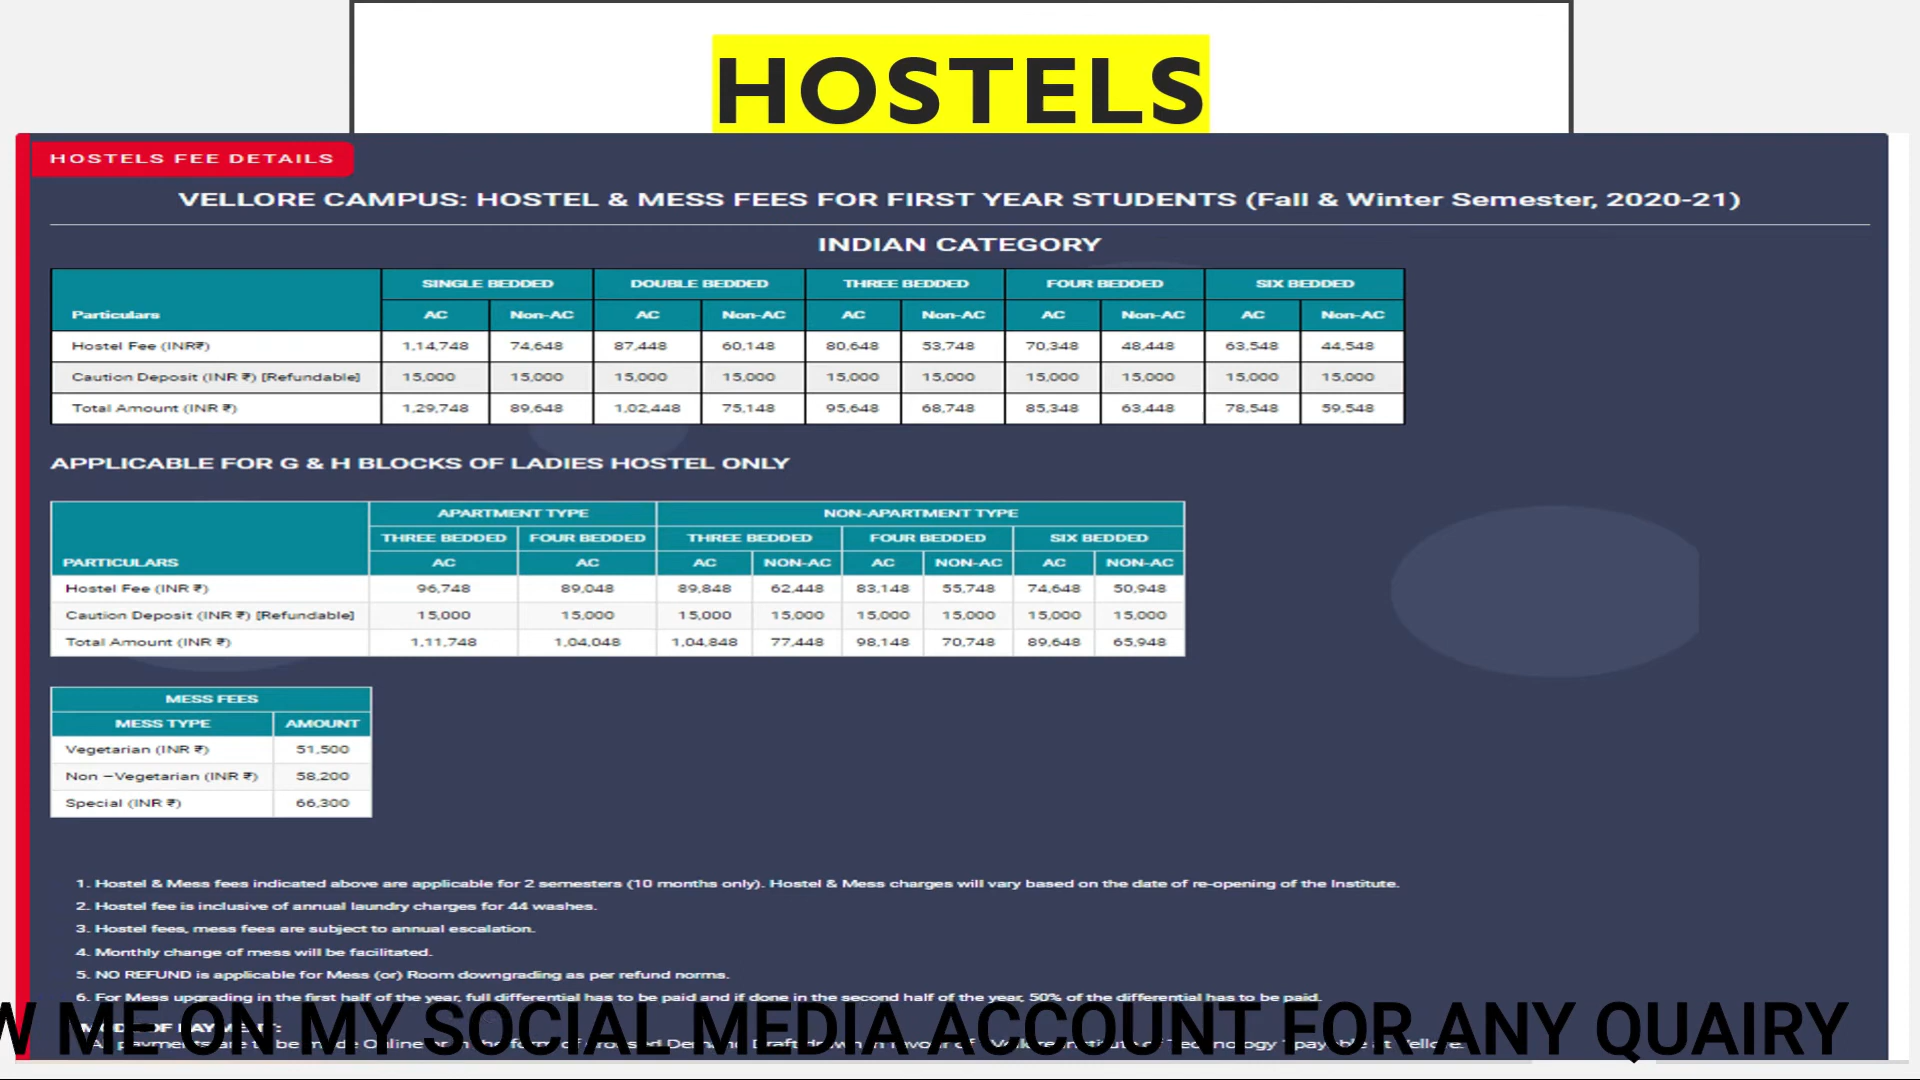 HOSTELS
HOSTELS FEE DETAILS
VELLORE CAMPUS: HOSTEL & MESS FEES FOR FIRST YEAR STUDENTS (Fall & Winter Semester, 2020-21)
INDIAN CATEGORY
SINGLE BEDDED DOUBLE BEDDED THREE BEDDED FOUR BEDDED SIX BEDDED
Particulars AC Non-AC AC Non-AC AC Non-AC AC Non-AC AC Non-AC
Hostel Fee (INR₹) 1,14,748 74,648 87,448 60,148 80,648 53,748 70,348 48,448 63,548 44,548
Caution Deposit (INR ₹) [Refundable] 15,000 15,000 15,000 15,000 15,000 15,000 15,000 15,000 15,000 15,000
Total Amount (INR ₹) 1,29,748 89,648 1,02,448 75,148 95,648 68,748 85,348 63,448 78,548 59,548
APPLICABLE FOR G & H BLOCKS OF LADIES HOSTEL ONLY
APARTMENT TYPE NON-APARTMENT TYPE
THREE BEDDED FOUR BEDDED THREE BEDDED FOUR BEDDED SIX BEDDED
PARTICULARS AC AC AC NON-AC AC NON-AC AC NON-AC
Hostel Fee (INR ₹) 96,748 89,048 89,848 62,448 83,148 55,748 74,648 50,948
Caution Deposit (INR ₹) [Refundable] 15,000 15,000 15,000 15,000 15,000 15,000 15,000 15,000
Total Amount (INR ₹) 1,11,748 1,04,048 1,04,848 77,448 98,148 70,748 89,648 65,948
MESS FEES
MESS TYPE AMOUNT
Vegetarian (INR ₹) 51,500
Non –Vegetarian (INR ₹) 58,200
Special (INR ₹) 66,300
1. Hostel & Mess fees indicated above are applicable for 2 semesters (10 months only). Hostel & Mess charges will vary based on the date of re-opening of the Institute.
2. Hostel fee is inclusive of annual laundry charges for 44 washes.
3. Hostel fees, mess fees are subject to annual escalation.
4. Monthly change of mess will be facilitated.
5. NO REFUND is applicable for Mess (or) Room downgrading as per refund norms.
6. For Mess upgrading in the first half of the year, full differential has to be paid and if done in the second half of the year, 50% of the differential has to be paid.
MODE OF PAYMENT:
W ME ON MY SOCIAL MEDIA ACCOUNT FOR ANY QUAIRY